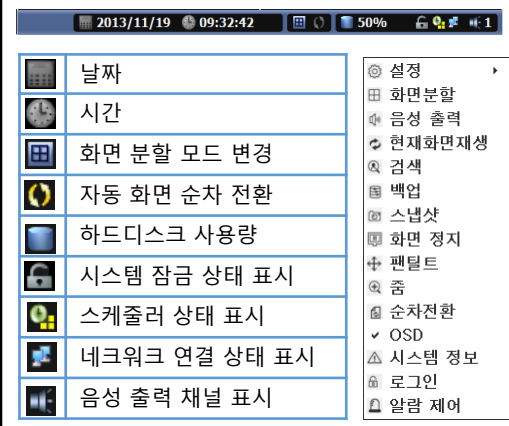 2013/11/19 09:32:42 50% 1
날짜
시간
화면 분할 모드 변경
자동 화면 순차 전환
하드디스크 사용량
시스템 잠금 상태 표시
스케줄러 상태 표시
네크워크 연결 상태 표시
음성 출력 채널 표시
설정
화면분할
음성 출력
현재화면재생
검색
백업
스냅샷
화면 정지
팬틸트
줌
순차전환
OSD
시스템 정보
로그인
알람 제어